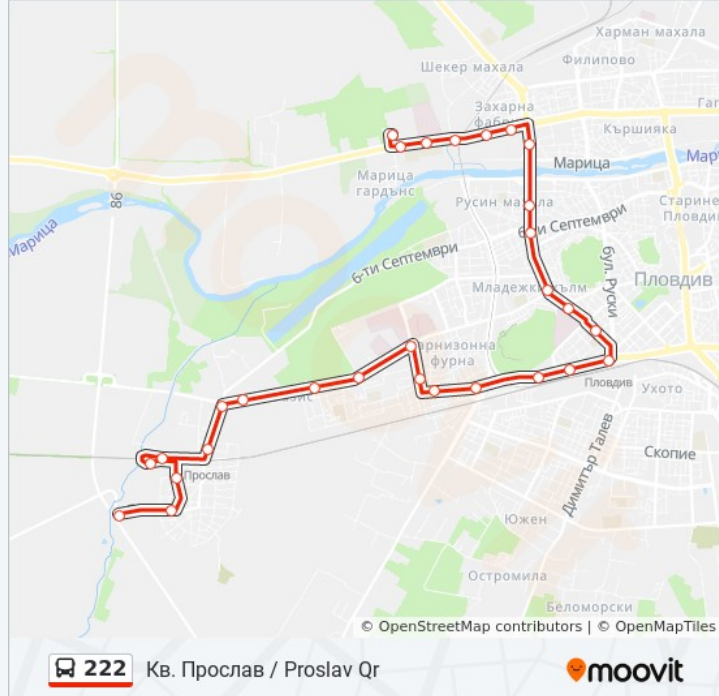 Харман махала
Филипово
Шекер махала
Захарна
фабрика
Кършияка
Марица
Марица
гардънс
Русин махала
Старинен
Пловдив
86
Марица
6-ти Септември
6-ти Септември
бул. Руски
Младежки хълм
Пловдив
Гарнизонна
фурна
Пловдив
Ухото
Прослав
Димитър Талев
Скопие
Южен
Остромила
Беломорски
© OpenStreetMap contributors | © OpenMapTiles
222 Кв. Прослав / Proslav Qr
moovit